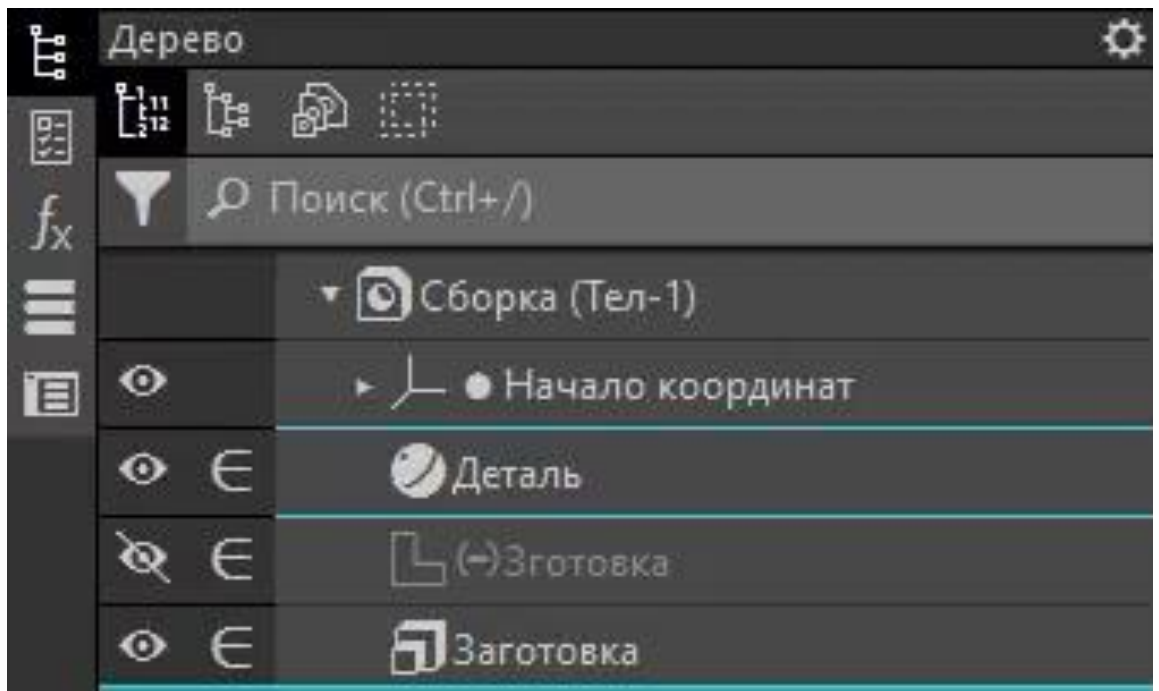 Дерево
Поиск (Ctrl+/)
Сборка (Тел-1)
Начало координат
Деталь
(-)Зготовка
Заготовка